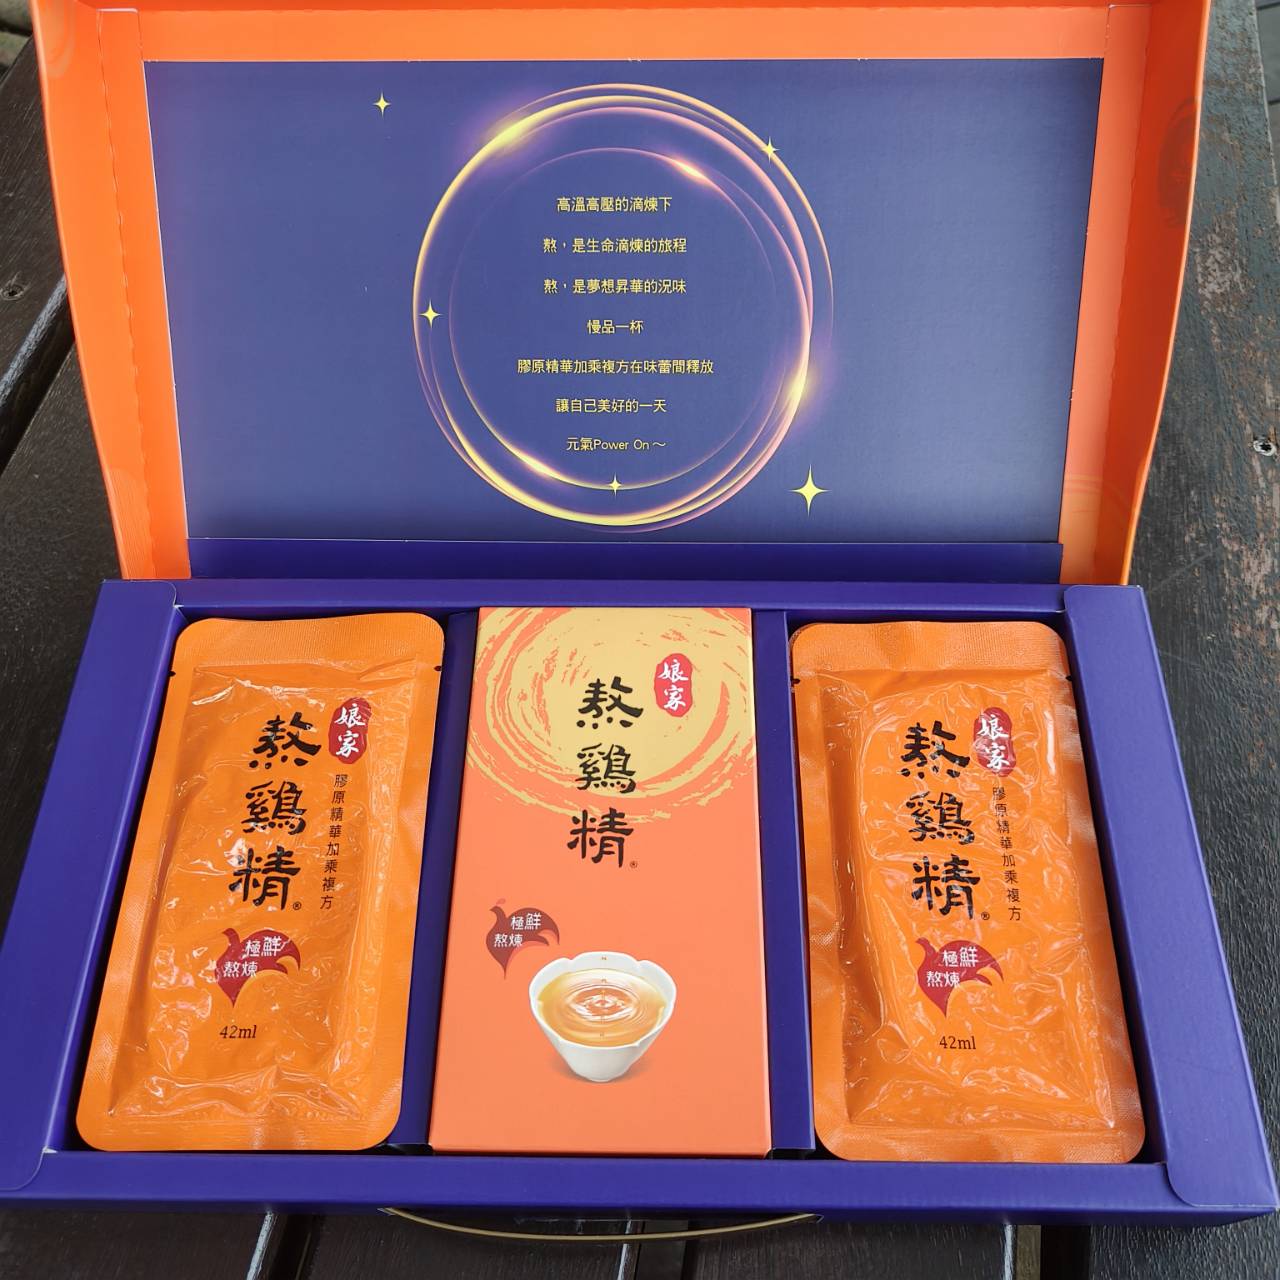 高溫高壓的滴煉下
熬，是生命滴煉的旅程
熬，是夢想昇華的況味
慢品一杯
膠原精華加乘複方在味蕾間釋放
讓自己美好的一天
元氣Power On～
娘家
熬鷄精®
膠原精華加乘複方
極鮮
熬煉
42ml
娘家
熬鷄精®
極鮮
熬煉
娘家
熬鷄精®
膠原精華加乘複方
極鮮
熬煉
42ml